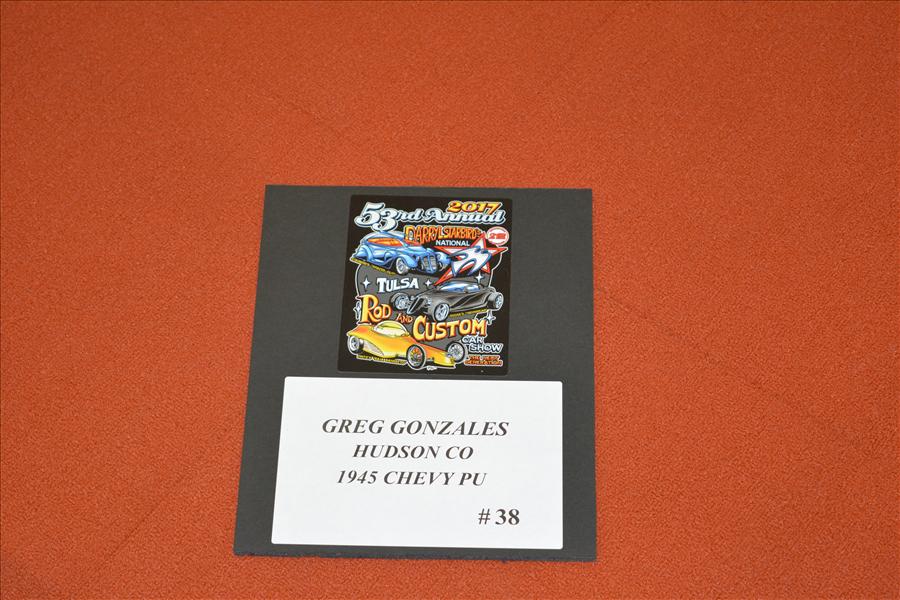 2017
53rd Annual
DARRYL STARBIRD'S
NATIONAL
TULSA
ROD AND CUSTOM
CAR SHOW
GREG GONZALES
HUDSON CO
1945 CHEVY PU
# 38